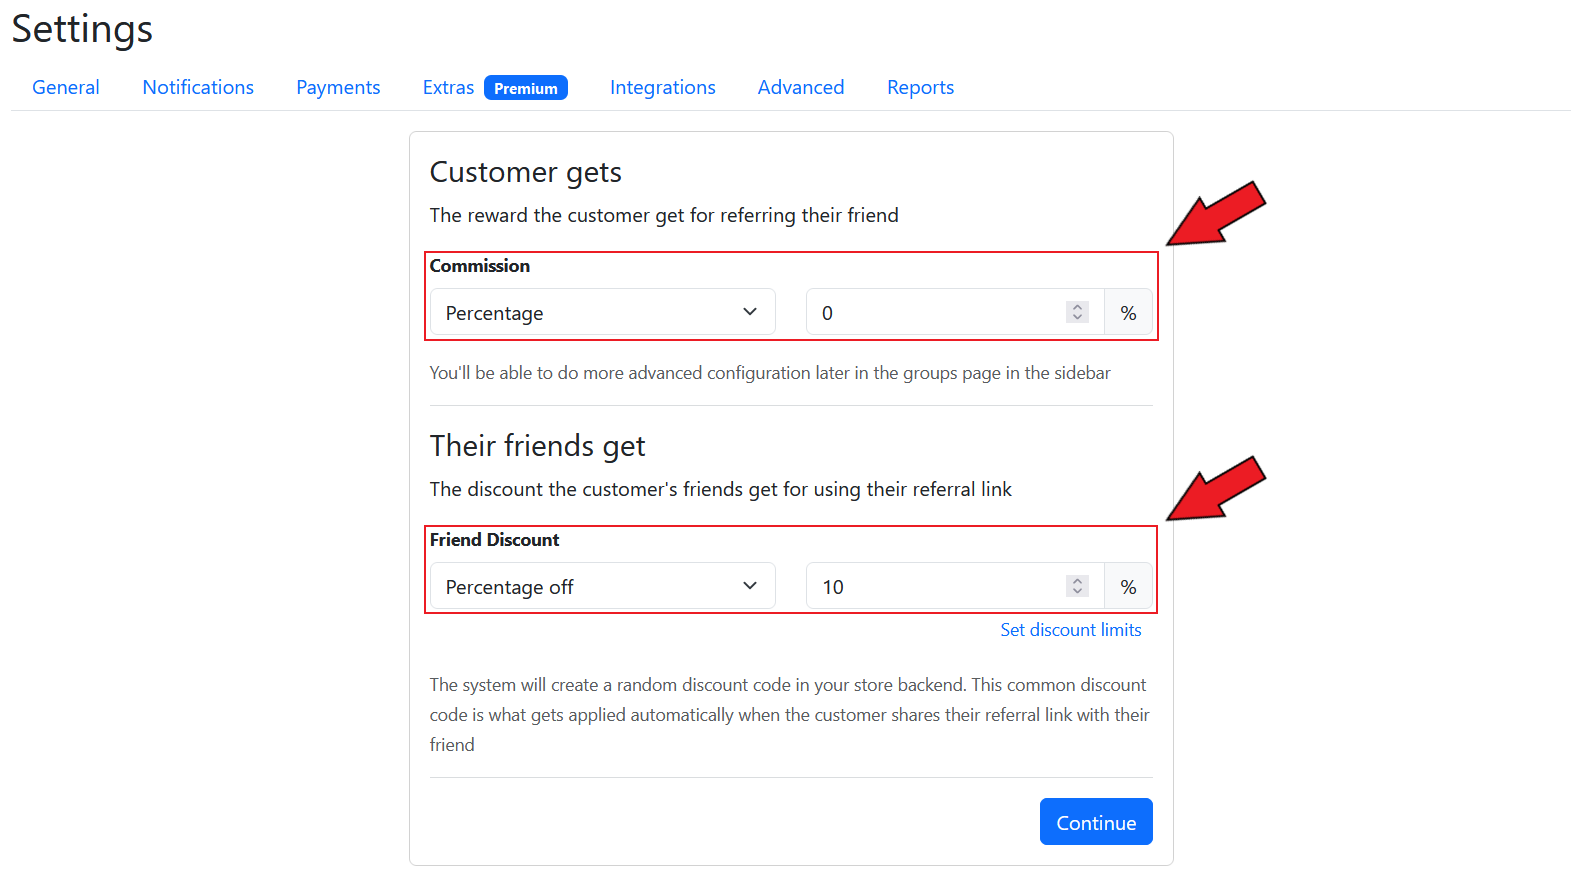 Settings
General Notifications Payments Extras Premium Integrations Advanced Reports
Customer gets
The reward the customer get for referring their friend
Commission
Percentage 0 %
You'll be able to do more advanced configuration later in the groups page in the sidebar
Their friends get
The discount the customer's friends get for using their referral link
Friend Discount
Percentage off 10 %
Set discount limits
The system will create a random discount code in your store backend. This common discount
code is what gets applied automatically when the customer shares their referral link with their
friend
Continue